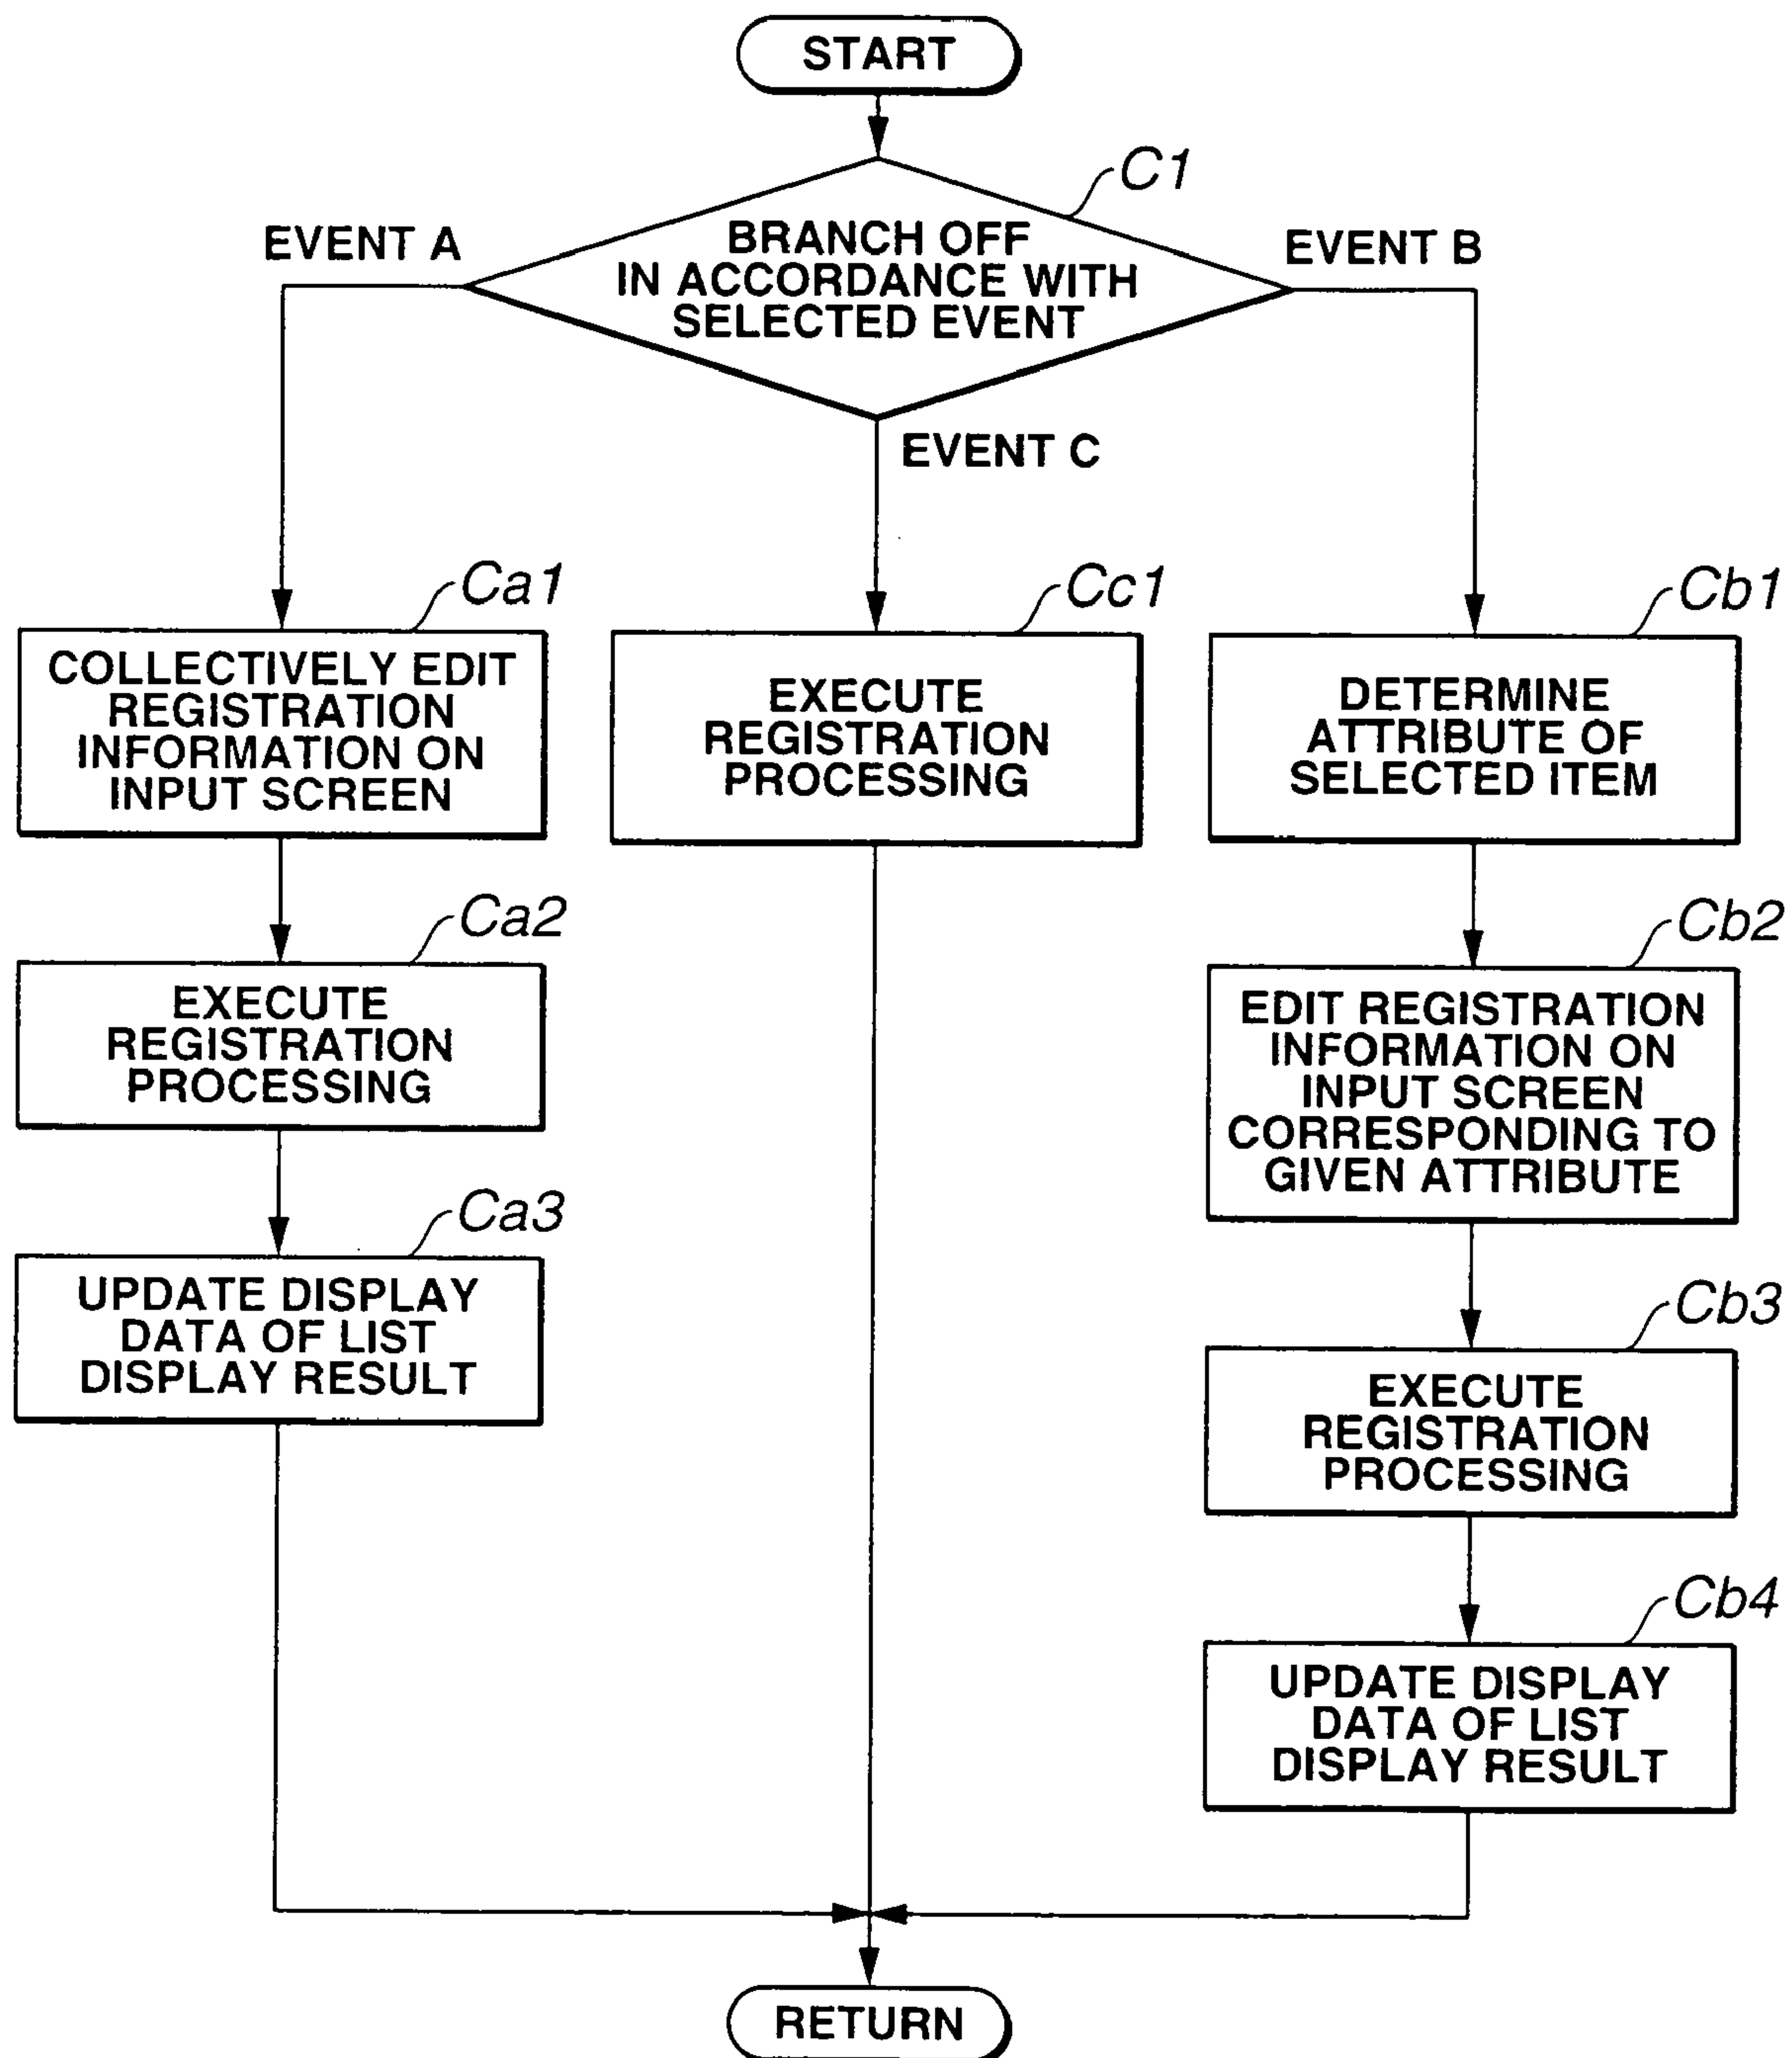 START
C1
BRANCH OFF
IN ACCORDANCE WITH
SELECTED EVENT
EVENT A
EVENT B
EVENT C
Ca1
COLLECTIVELY EDIT
REGISTRATION
INFORMATION ON
INPUT SCREEN
Ca2
EXECUTE
REGISTRATION
PROCESSING
Ca3
UPDATE DISPLAY
DATA OF LIST
DISPLAY RESULT
Cc1
EXECUTE
REGISTRATION
PROCESSING
Cb1
DETERMINE
ATTRIBUTE OF
SELECTED ITEM
Cb2
EDIT REGISTRATION
INFORMATION ON
INPUT SCREEN
CORRESPONDING TO
GIVEN ATTRIBUTE
Cb3
EXECUTE
REGISTRATION
PROCESSING
Cb4
UPDATE DISPLAY
DATA OF LIST
DISPLAY RESULT
RETURN